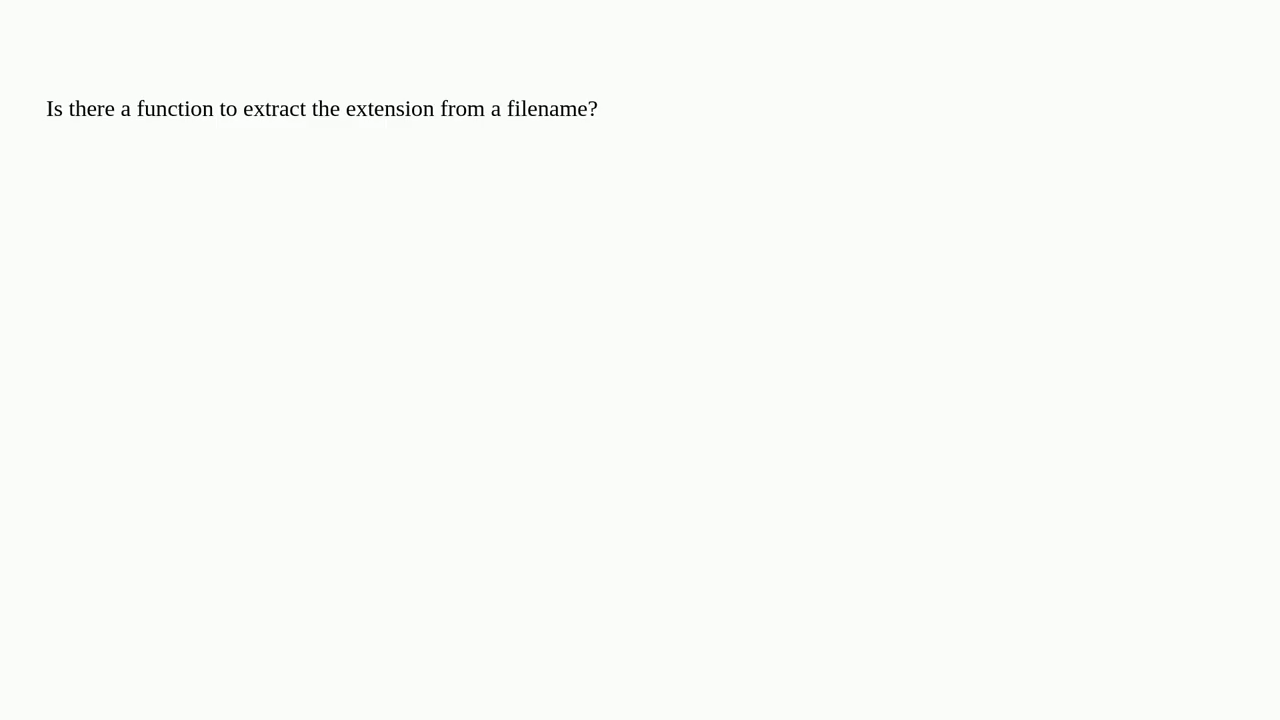 Is there a function to extract the extension from a filename?